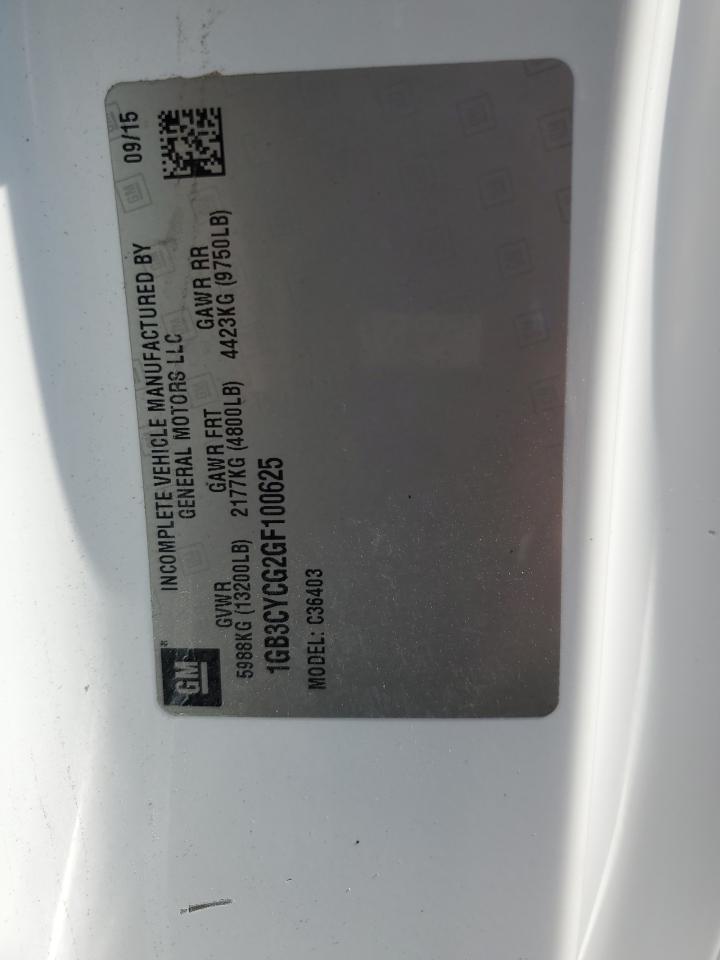 GM
INCOMPLETE VEHICLE MANUFACTURED BY
GENERAL MOTORS LLC
09/15
GVWR GAWR FRT GAWR RR
5988KG (13200LB) 2177KG (4800LB) 4423KG (9750LB)
1GB3CYCG2GF100625
MODEL: C36403